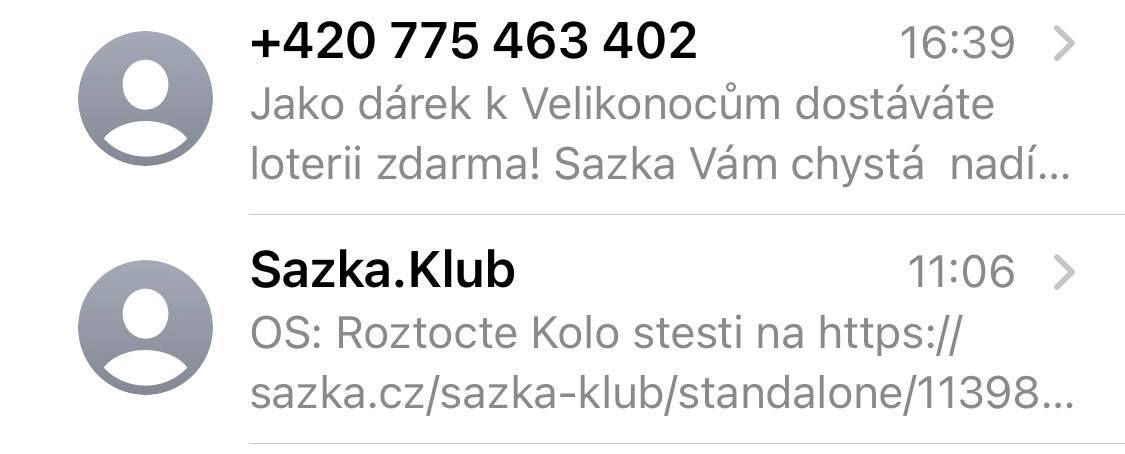 +420 775 463 402
16:39
Jako dárek k Velikonocům dostáváte
loterii zdarma! Sazka Vám chystá  nadí...
Sazka.Klub
11:06
OS: Roztocte Kolo stesti na https://
sazka.cz/sazka-klub/standalone/11398...